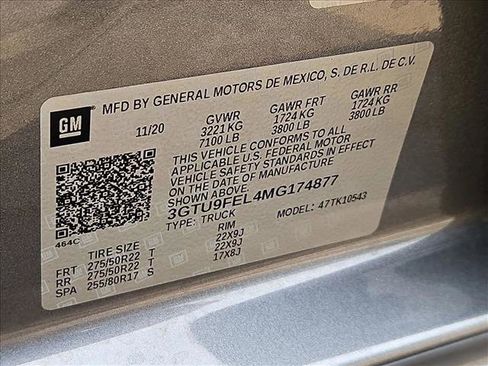 GM
MFD BY GENERAL MOTORS DE MEXICO, S. DE R.L. DE C.V.
11/20 GVWR GAWR FRT GAWR RR
3221 KG 1724 KG 1724 KG
7100 LB 3800 LB 3800 LB
THIS VEHICLE CONFORMS TO ALL
APPLICABLE U.S. FEDERAL MOTOR
VEHICLE SAFETY STANDARDS IN EFFECT
ON THE DATE OF MANUFACTURE
SHOWN ABOVE.
3GTU9FEL4MG174877
TYPE: TRUCK MODEL: 47TK10543
464C
TIRE SIZE RIM
FRT 275/50R22 T 22X9J
RR 275/50R22 T 22X9J
SPA 255/80R17 S 17X8J